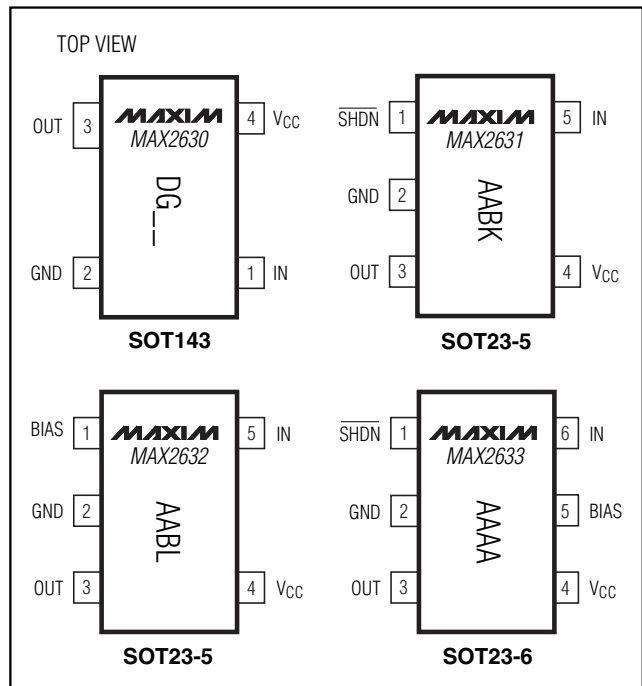 TOP VIEW
OUT 3 MAXIM 4 VCC
MAX2630
DG_ _
GND 2 1 IN
SOT143
SHDN 1 MAXIM 5 IN
MAX2631
GND 2
AABK
OUT 3 4 VCC
SOT23-5
BIAS 1 MAXIM 5 IN
MAX2632
GND 2
AABL
OUT 3 4 VCC
SOT23-5
SHDN 1 MAXIM 6 IN
MAX2633
GND 2 5 BIAS
AAAA
OUT 3 4 VCC
SOT23-6